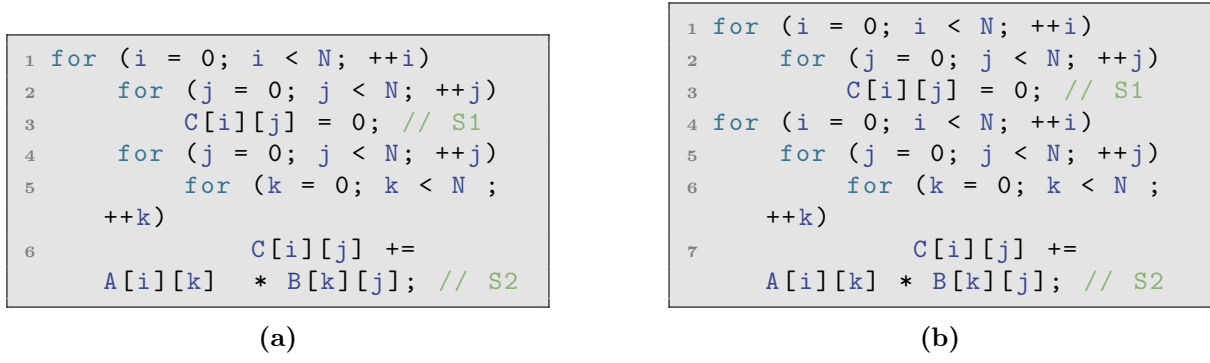 1 for (i = 0; i < N; ++i)
2 for (j = 0; j < N; ++j)
3 C[i][j] = 0; // S1
4 for (j = 0; j < N; ++j)
5 for (k = 0; k < N ;
++k)
6 C[i][j] +=
A[i][k] * B[k][j]; // S2
(a)
1 for (i = 0; i < N; ++i)
2 for (j = 0; j < N; ++j)
3 C[i][j] = 0; // S1
4 for (i = 0; i < N; ++i)
5 for (j = 0; j < N; ++j)
6 for (k = 0; k < N ;
++k)
7 C[i][j] +=
A[i][k] * B[k][j]; // S2
(b)